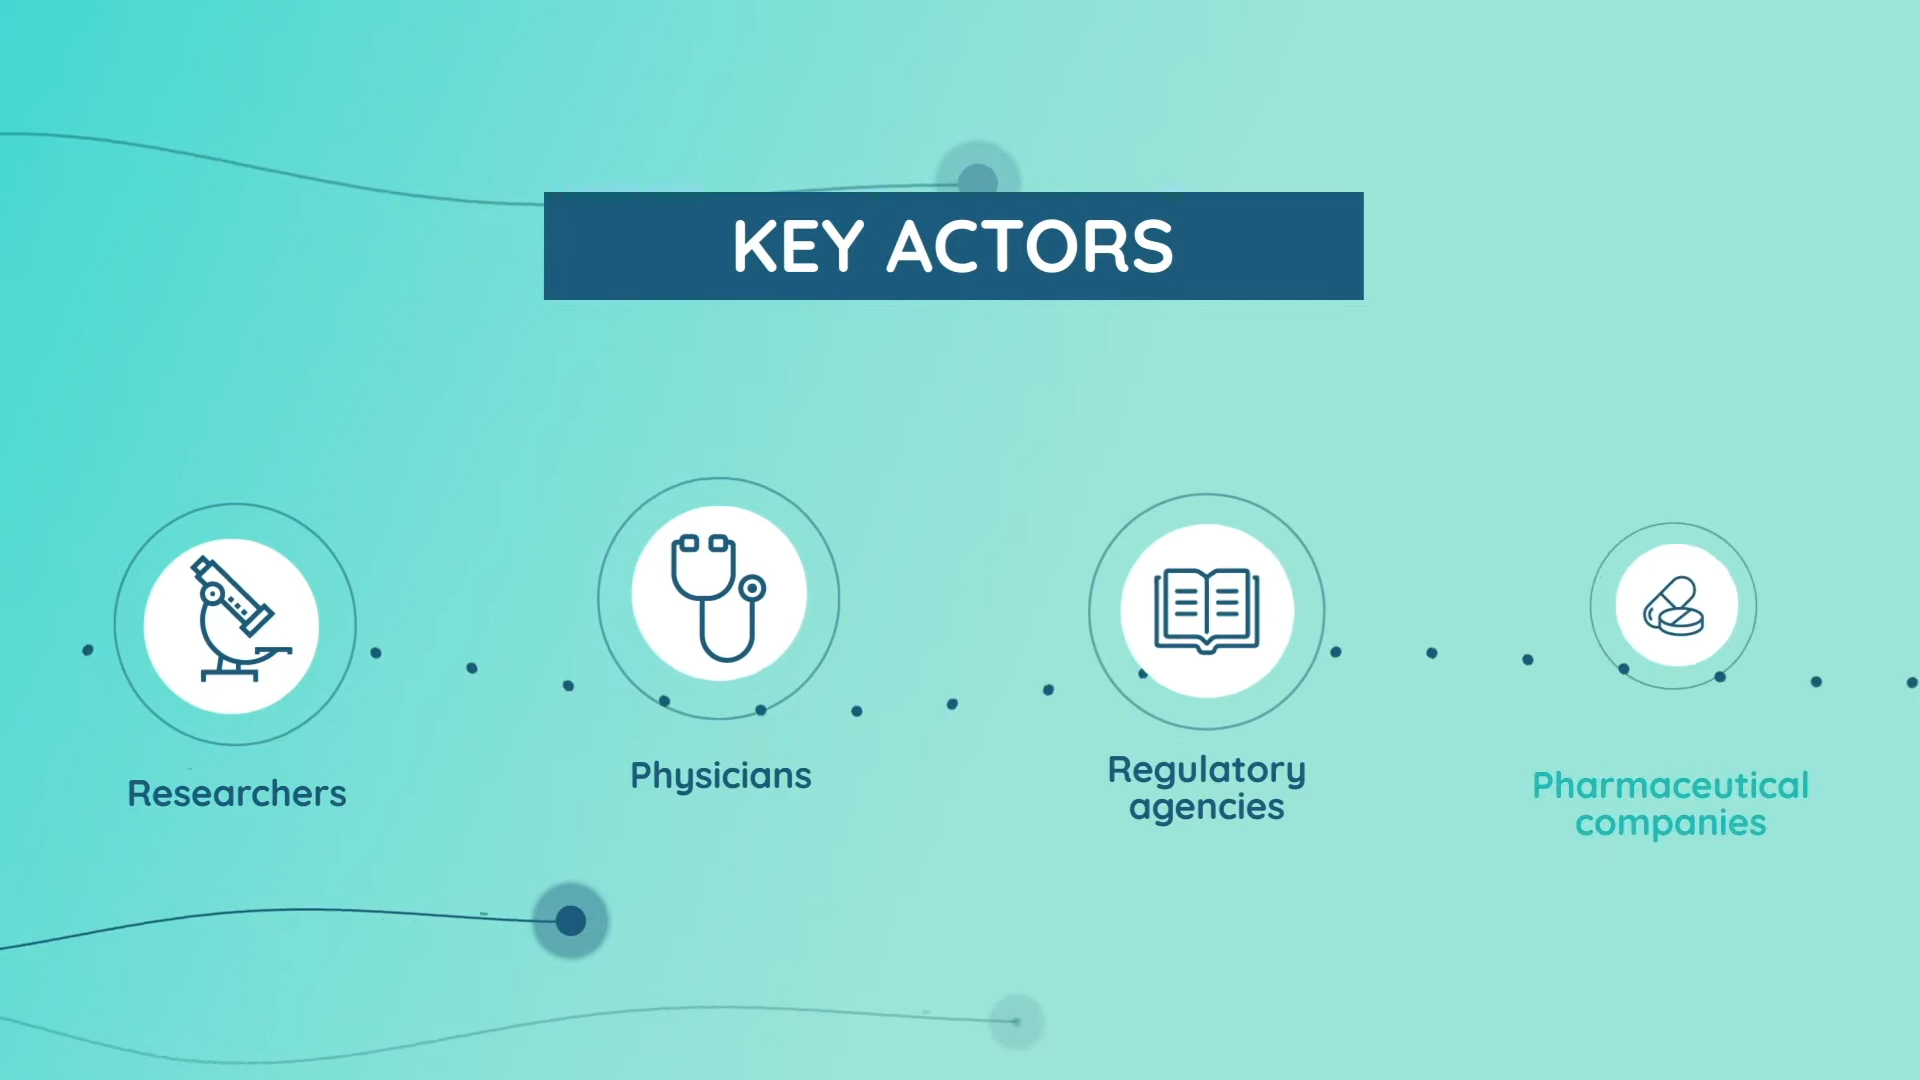 KEY ACTORS
Researchers
Physicians
Regulatory
agencies
Pharmaceutical
companies